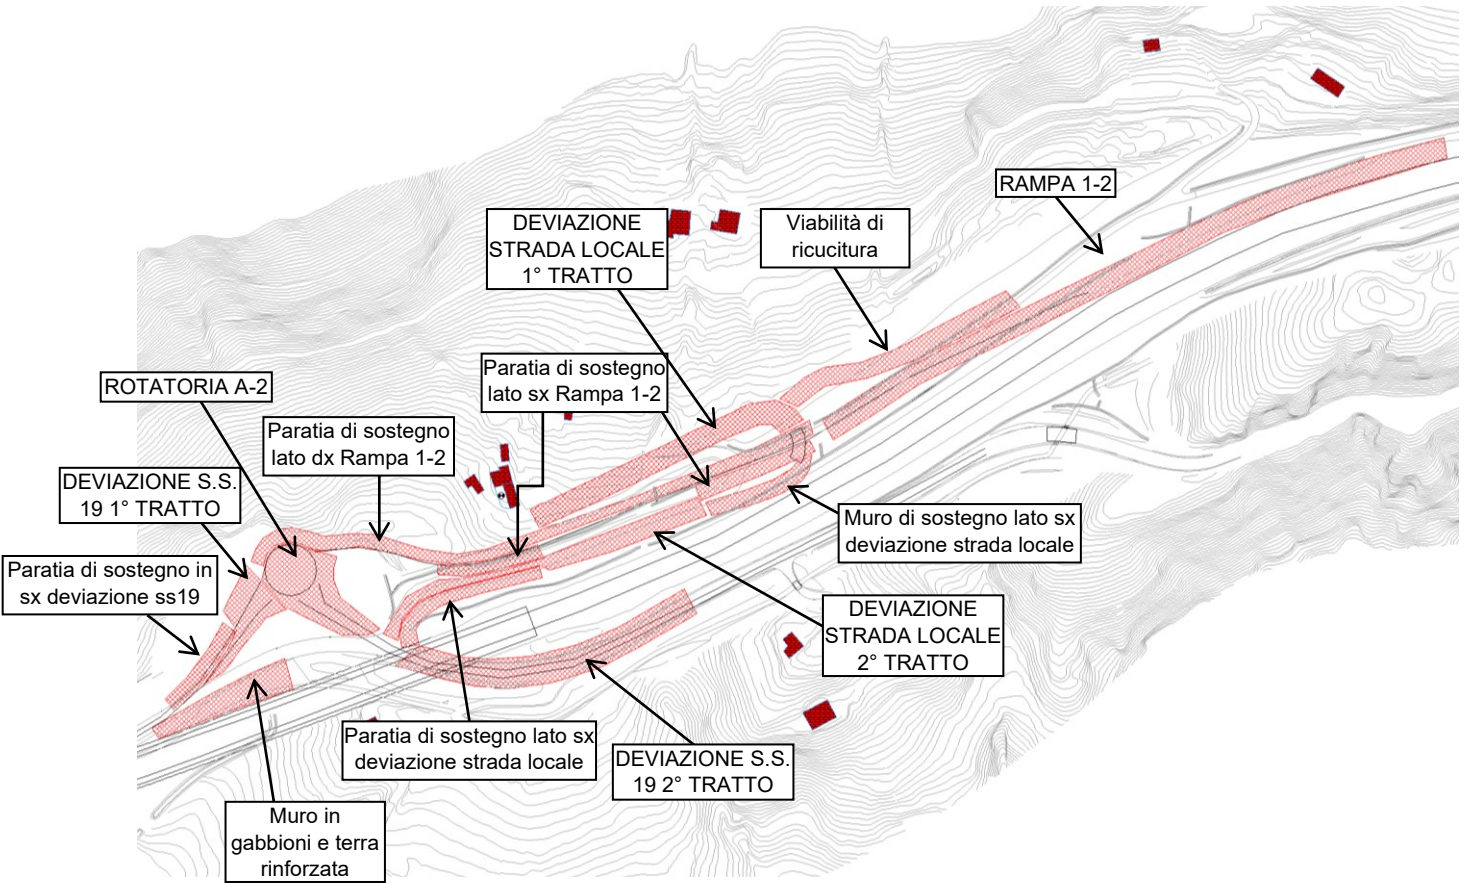 RAMPA 1-2
DEVIAZIONE
STRADA LOCALE
1° TRATTO
Viabilità di
ricucitura
Paratia di sostegno
lato sx Rampa 1-2
ROTATORIA A-2
Paratia di sostegno
lato dx Rampa 1-2
DEVIAZIONE S.S.
19 1° TRATTO
Muro di sostegno lato sx
deviazione strada locale
Paratia di sostegno in
sx deviazione ss19
DEVIAZIONE
STRADA LOCALE
2° TRATTO
Paratia di sostegno lato sx
deviazione strada locale
DEVIAZIONE S.S.
19 2° TRATTO
Muro in
gabbioni e terra
rinforzata